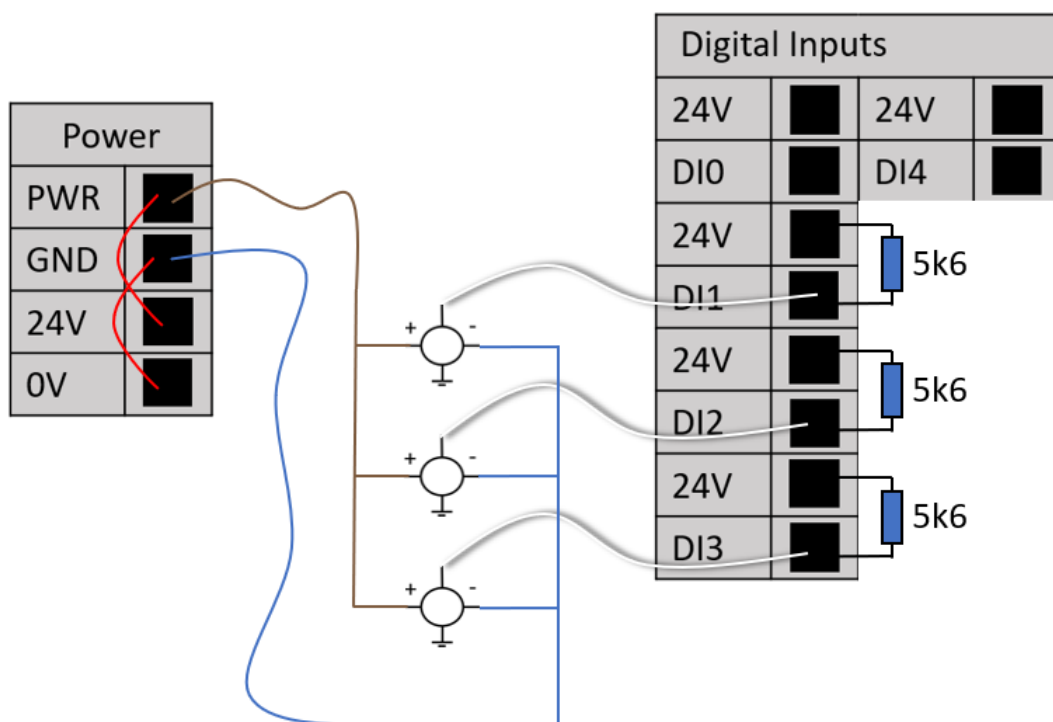 Power
PWR
GND
24V
0V
+ -
+ -
+ -
Digital Inputs
24V 24V
DI0 DI4
24V
5k6
DI1
24V
5k6
DI2
24V
5k6
DI3